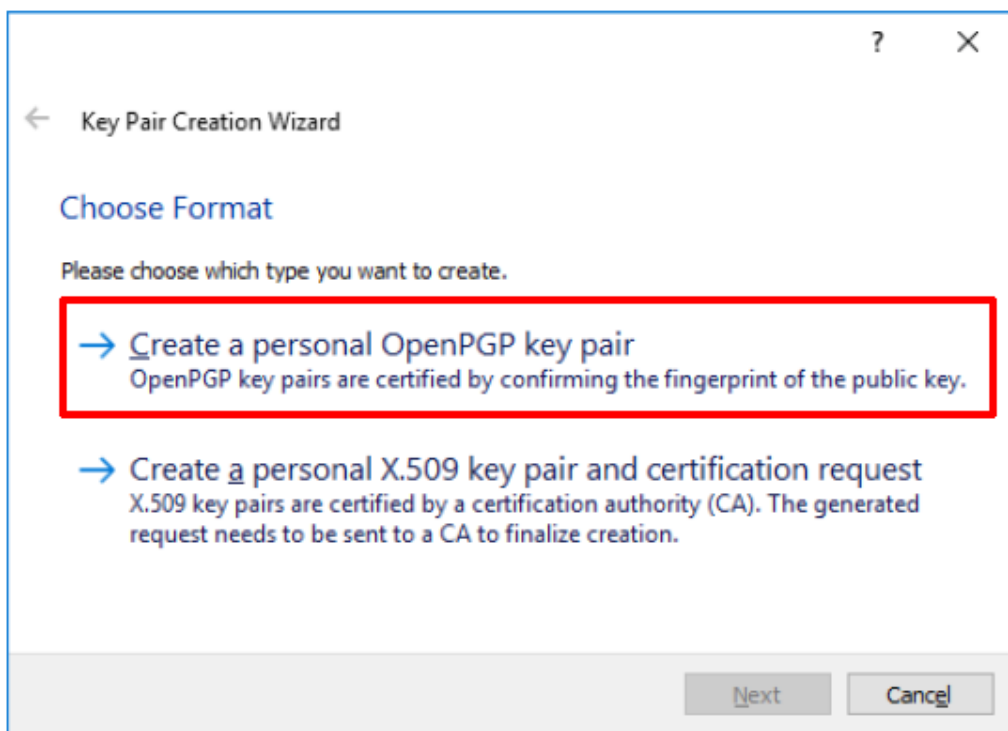 ?
Key Pair Creation Wizard
Choose Format
Please choose which type you want to create.
Create a personal OpenPGP key pair
OpenPGP key pairs are certified by confirming the fingerprint of the public key.
Create a personal X.509 key pair and certification request
X.509 key pairs are certified by a certification authority (CA). The generated
request needs to be sent to a CA to finalize creation.
Next Cancel